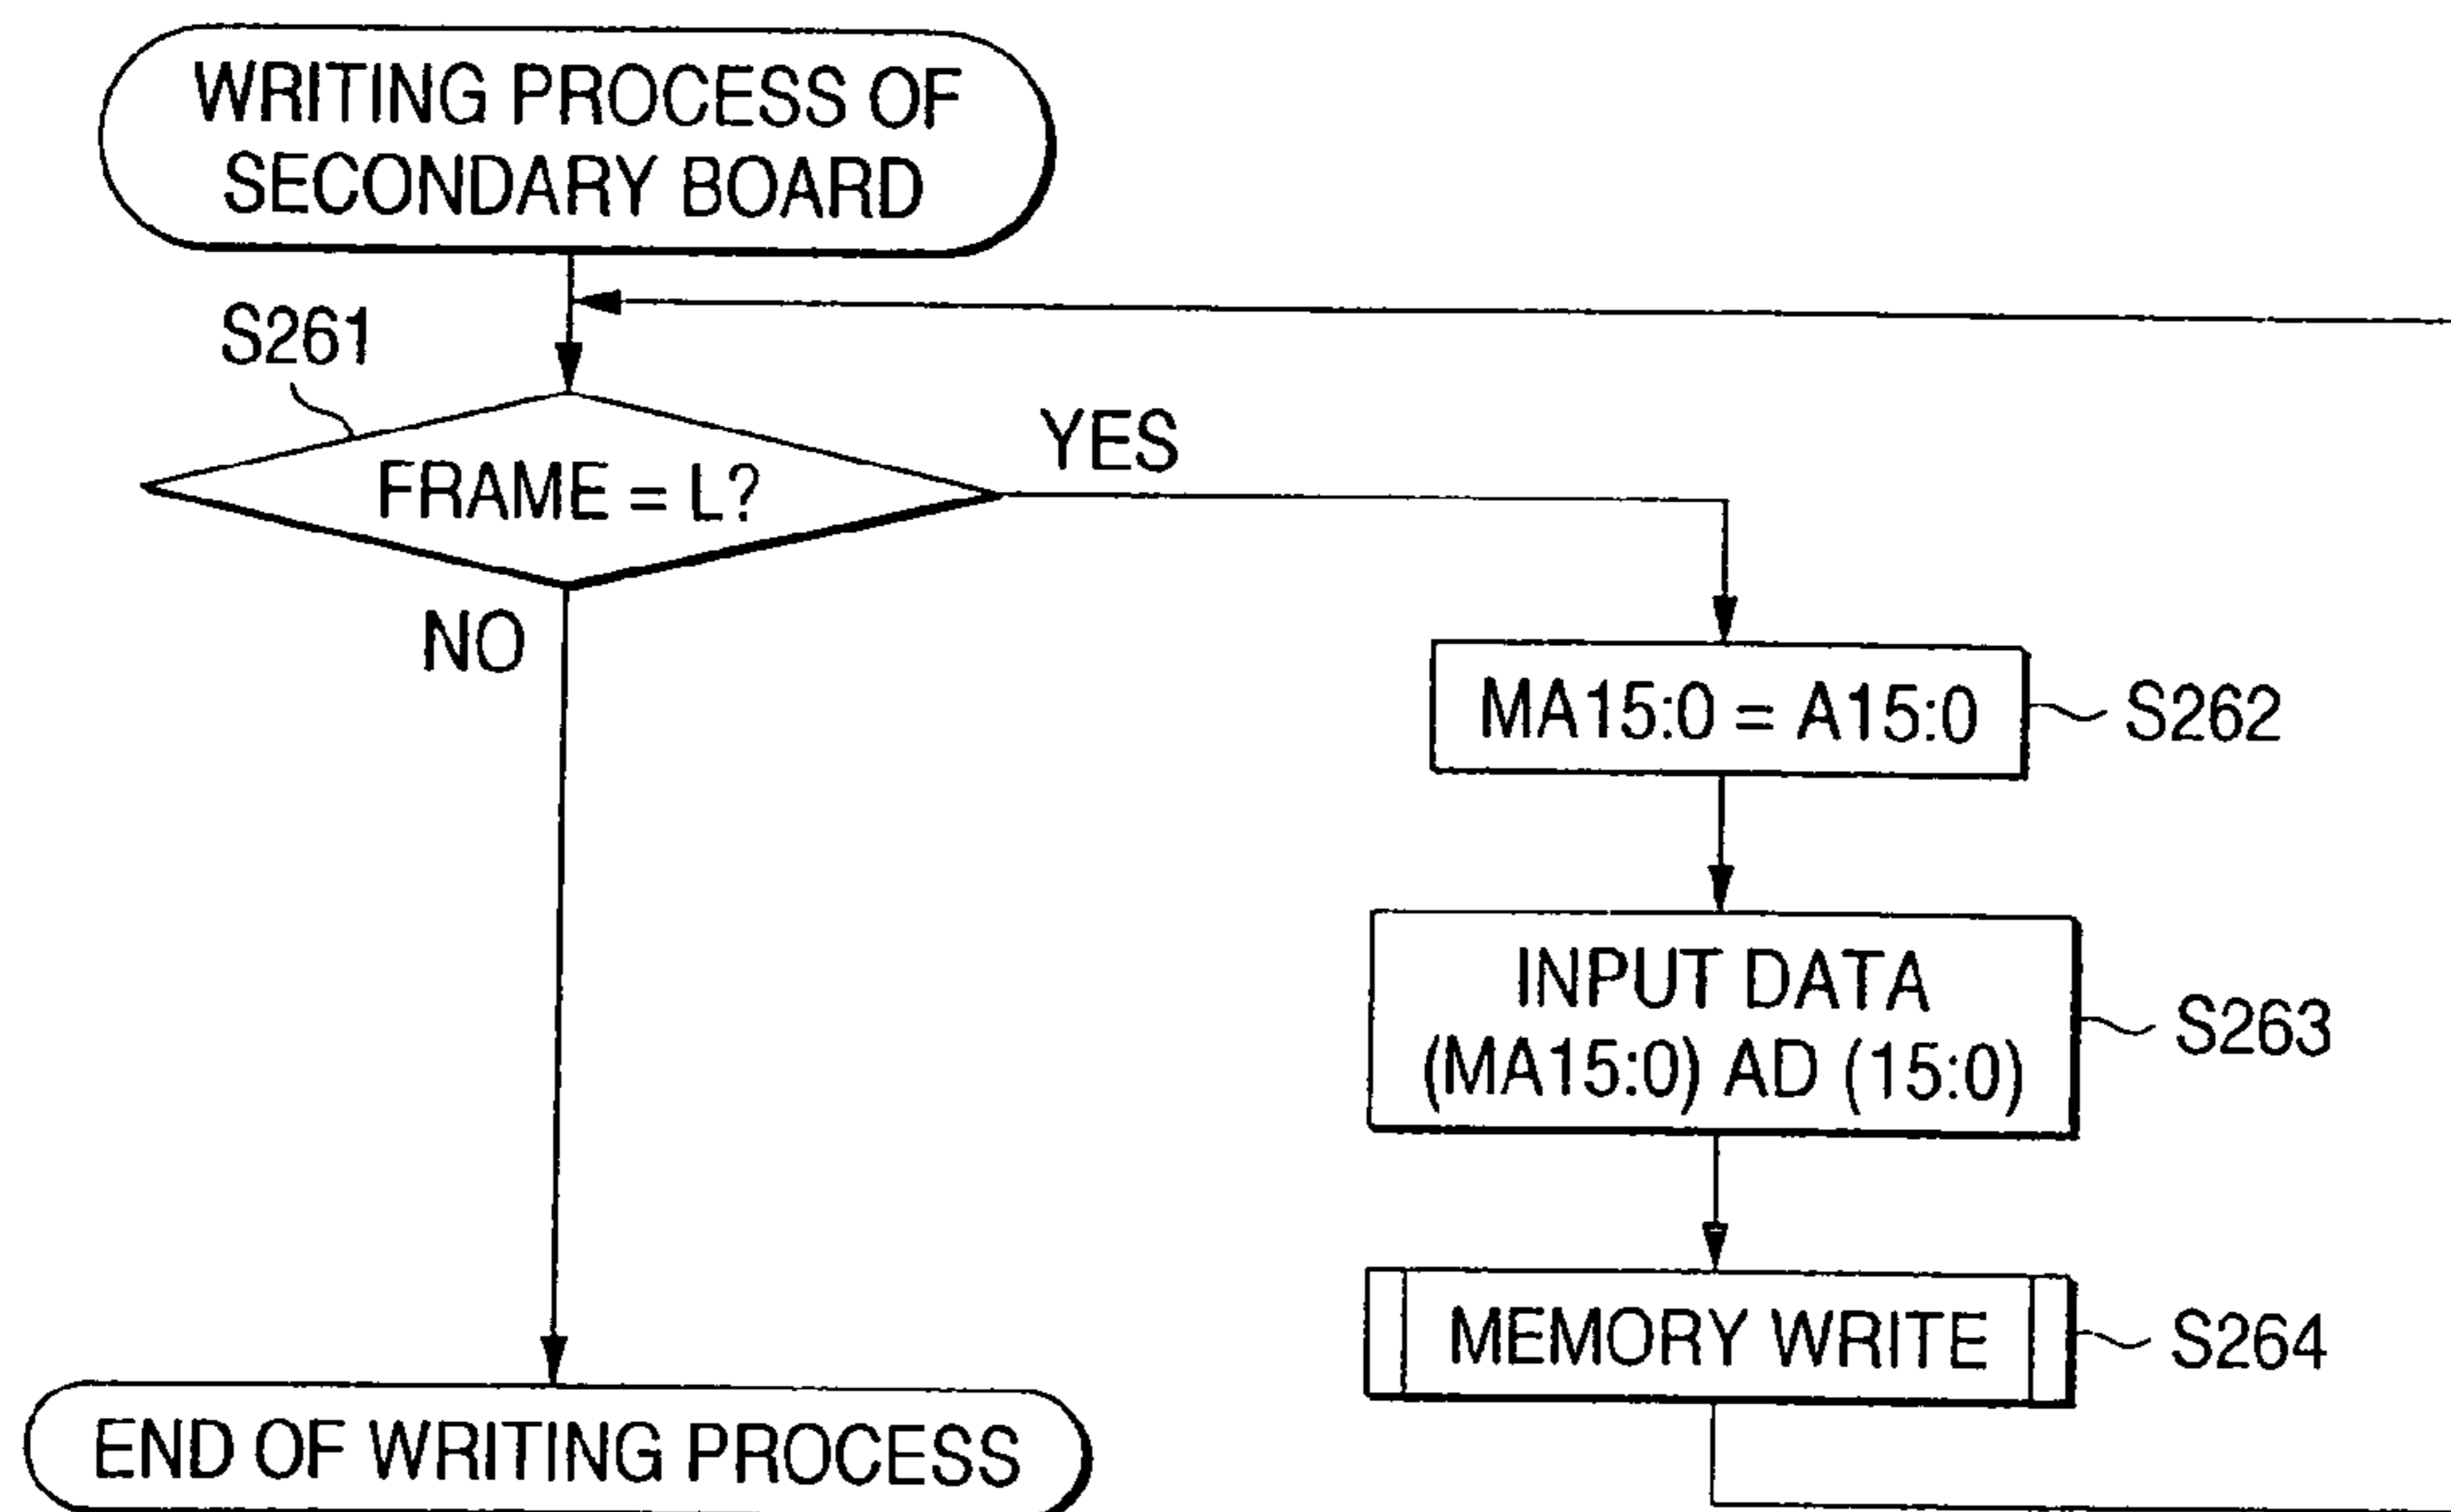 WRITING PROCESS OF
SECONDARY BOARD
S261
FRAME = L?
YES
NO
MA15:0 = A15:0
S262
INPUT DATA
(MA15:0) AD (15:0)
S263
MEMORY WRITE
S264
END OF WRITING PROCESS